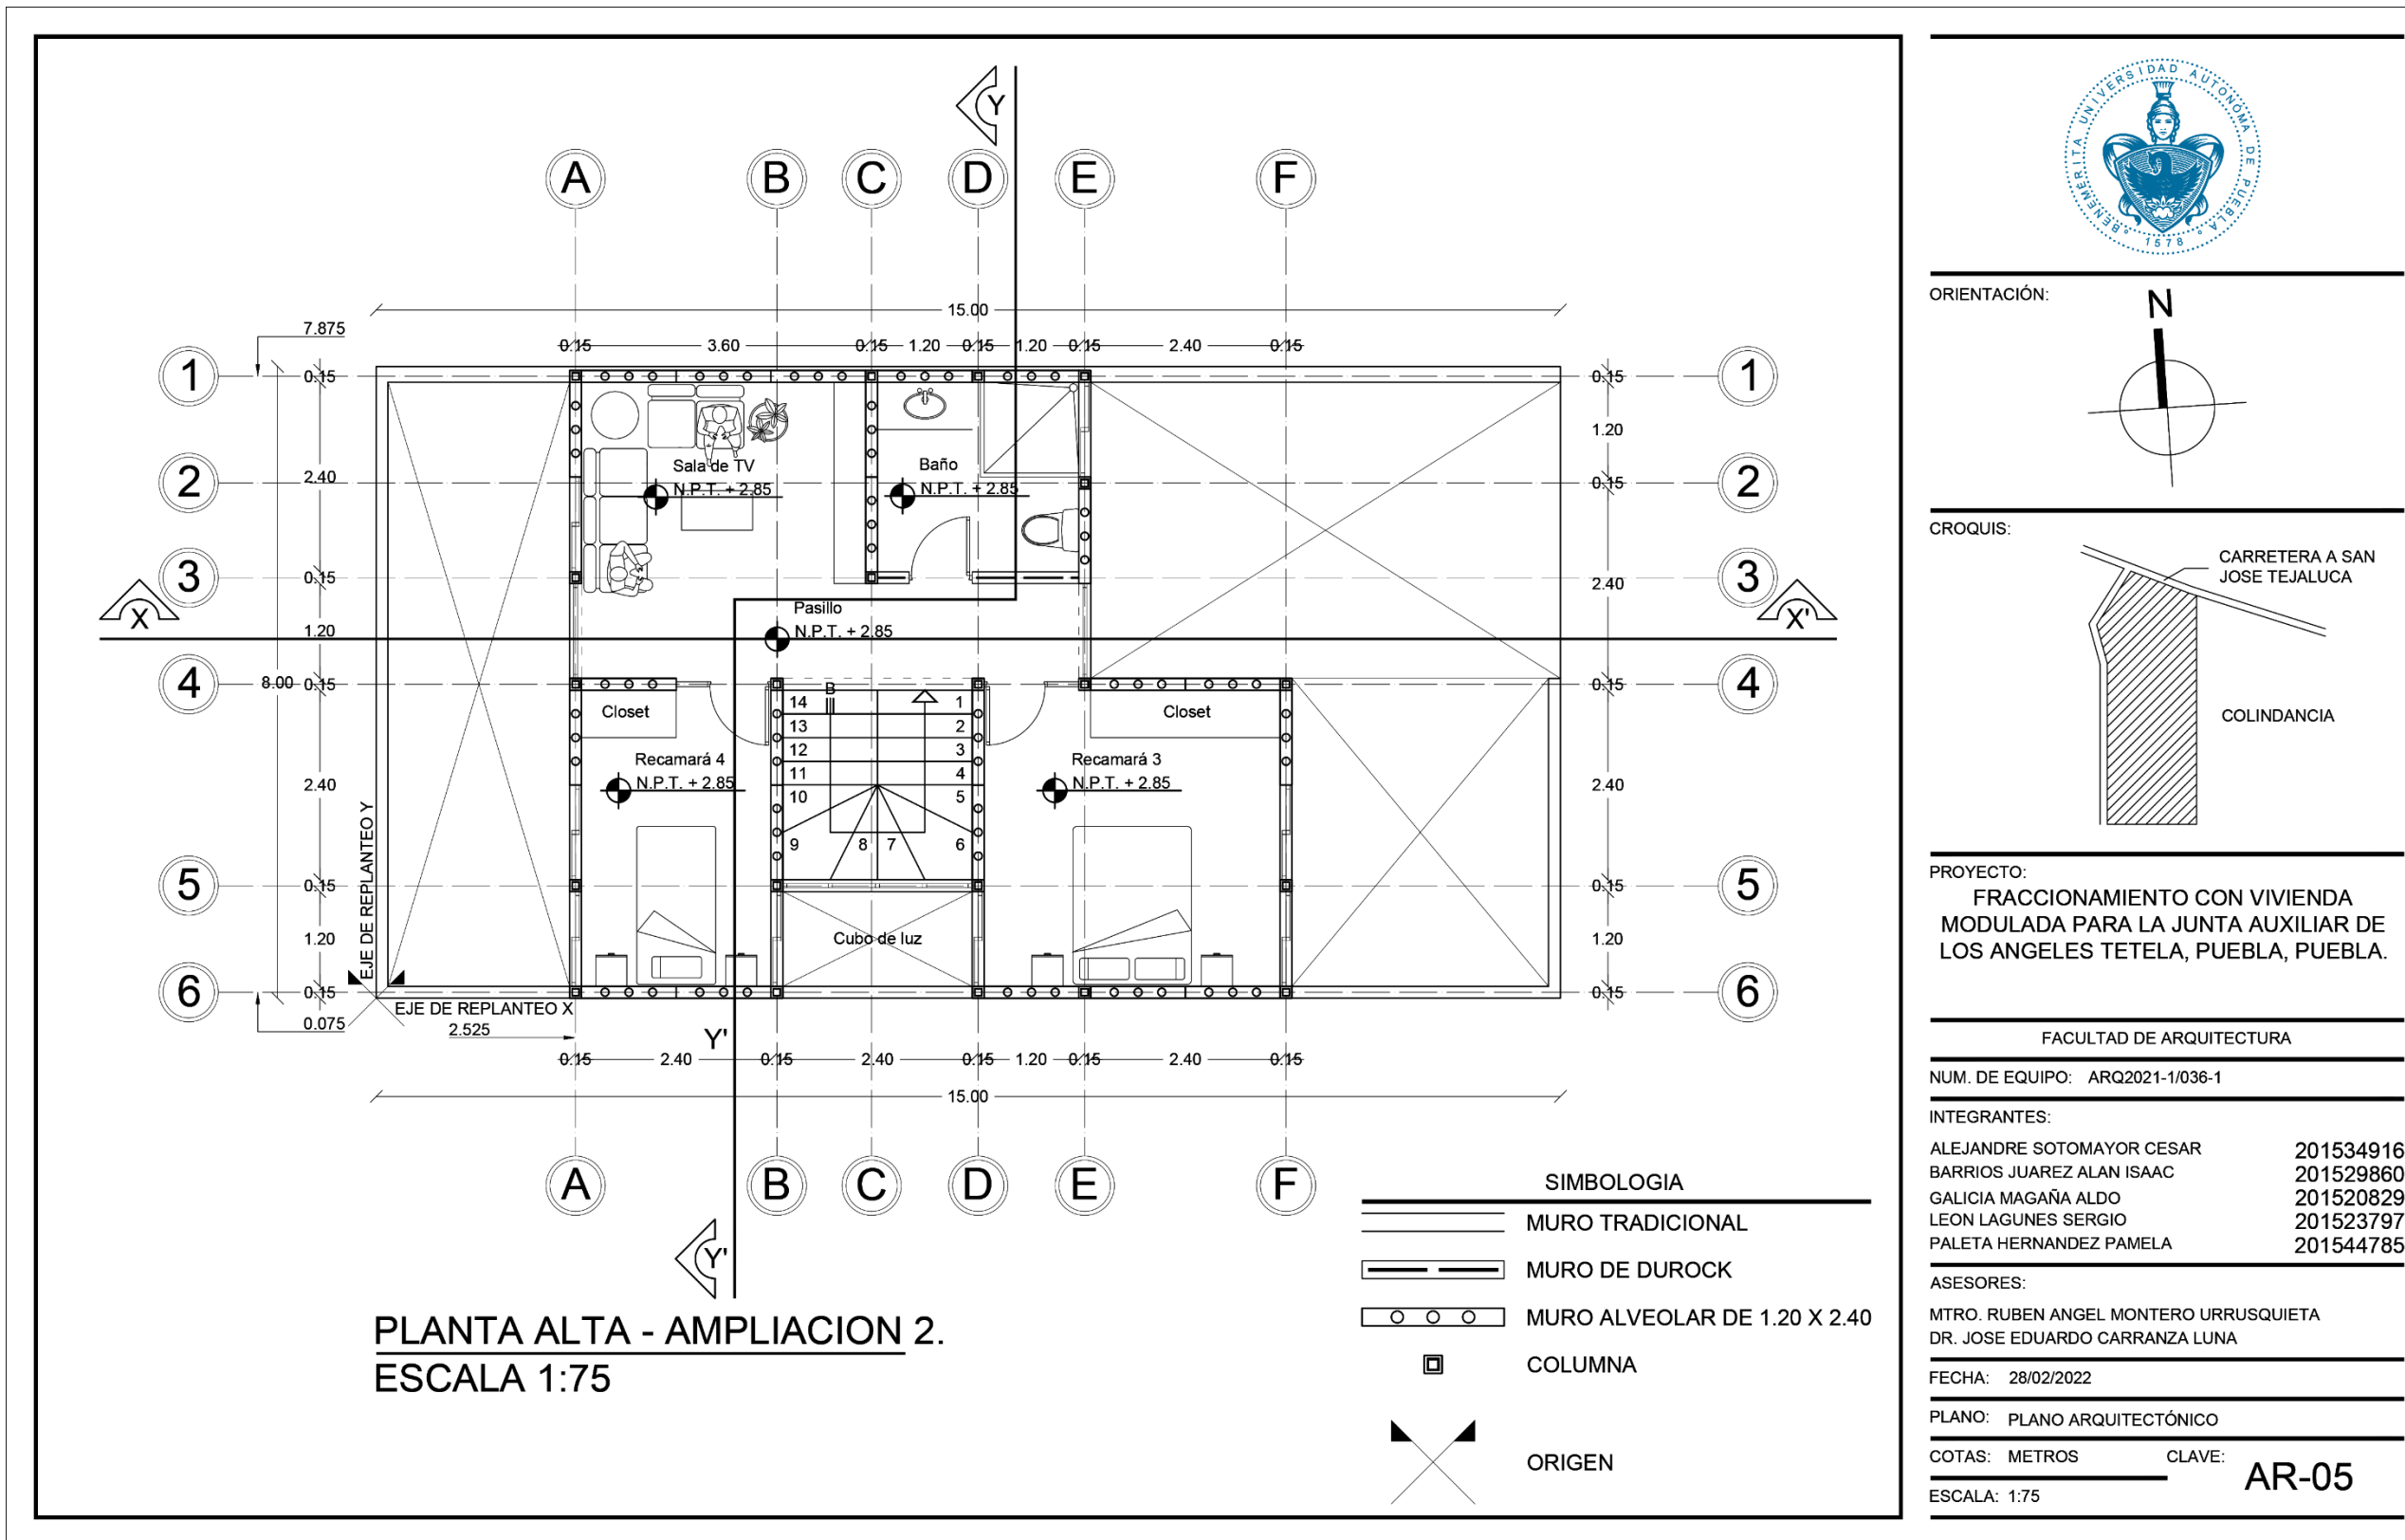 Y
A B C D E F
15.00
7.875
0.15 3.60 0.15 1.20 0.15 1.20 0.15 2.40 0.15
1 0.15 0.15 1
1.20
Sala de TV
N.P.T. + 2.85
Baño
N.P.T. + 2.85
2 2.40 0.15 2
3 0.15 2.40 3
X X'
Pasillo
N.P.T. + 2.85
1.20
4 8.00 0.15 0.15 4
B
Closet
Closet
14 1
13 2
12 3
11 4
10 5
9 8 7 6
Recamará 4
N.P.T. + 2.85
Recamará 3
N.P.T. + 2.85
2.40 2.40
EJE DE REPLANTEO Y
5 0.15 0.15 5
1.20 1.20
Cubo de luz
6 0.15 0.15 6
0.075
EJE DE REPLANTEO X
2.525
Y'
0.15 2.40 0.15 2.40 0.15 1.20 0.15 2.40 0.15
15.00
A B C D E F
Y'
PLANTA ALTA - AMPLIACION 2.
ESCALA 1:75
SIMBOLOGIA
MURO TRADICIONAL
MURO DE DUROCK
MURO ALVEOLAR DE 1.20 X 2.40
COLUMNA
ORIGEN
BENEMÉRITA UNIVERSIDAD AUTONÓMA DE PUEBLA
1578
ORIENTACIÓN:
N
CROQUIS:
CARRETERA A SAN
JOSE TEJALUCA
COLINDANCIA
PROYECTO:
FRACCIONAMIENTO CON VIVIENDA
MODULADA PARA LA JUNTA AUXILIAR DE
LOS ANGELES TETELA, PUEBLA, PUEBLA.
FACULTAD DE ARQUITECTURA
NUM. DE EQUIPO: ARQ2021-1/036-1
INTEGRANTES:
ALEJANDRE SOTOMAYOR CESAR 201534916
BARRIOS JUAREZ ALAN ISAAC 201529860
GALICIA MAGAÑA ALDO 201520829
LEON LAGUNES SERGIO 201523797
PALETA HERNANDEZ PAMELA 201544785
ASESORES:
MTRO. RUBEN ANGEL MONTERO URRUSQUIETA
DR. JOSE EDUARDO CARRANZA LUNA
FECHA: 28/02/2022
PLANO: PLANO ARQUITECTÓNICO
COTAS: METROS CLAVE: AR-05
ESCALA: 1:75